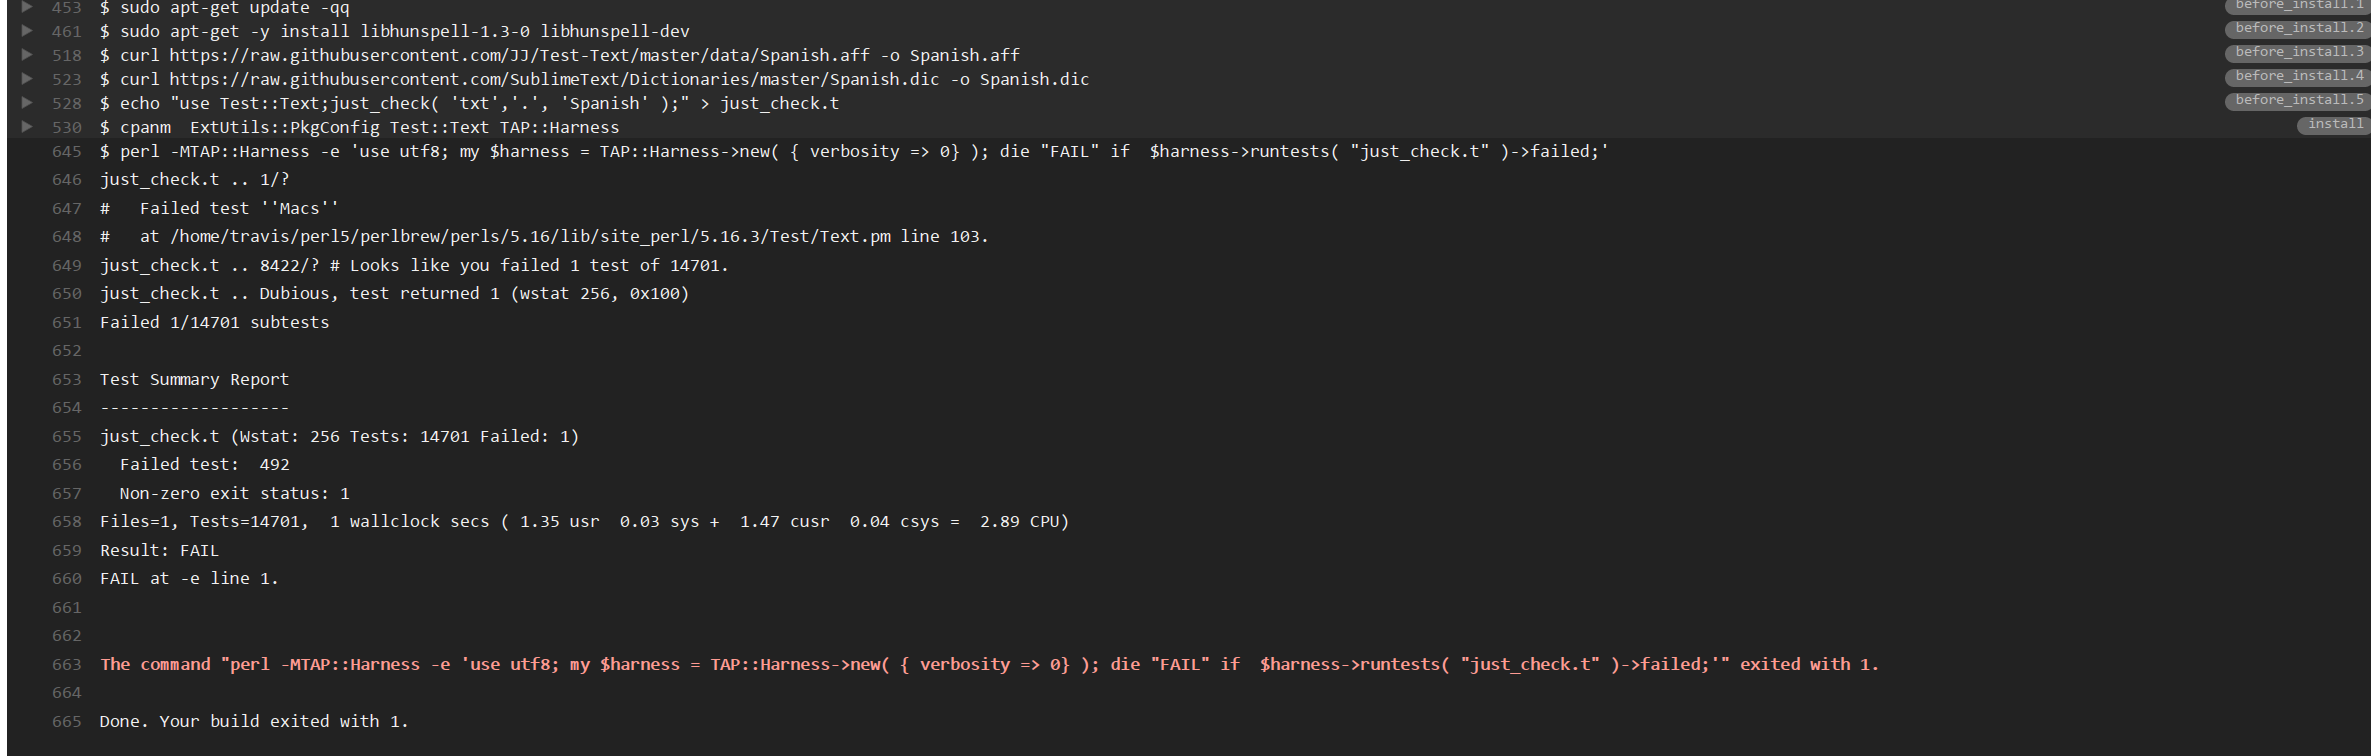 453 $ sudo apt-get update -qq before_install.1
461 $ sudo apt-get -y install libhunspell-1.3-0 libhunspell-dev before_install.2
518 $ curl https://raw.githubusercontent.com/JJ/Test-Text/master/data/Spanish.aff -o Spanish.aff before_install.3
523 $ curl https://raw.githubusercontent.com/SublimeText/Dictionaries/master/Spanish.dic -o Spanish.dic before_install.4
528 $ echo "use Test::Text;just_check( 'txt','.', 'Spanish' );" > just_check.t before_install.5
530 $ cpanm  ExtUtils::PkgConfig Test::Text TAP::Harness install
645 $ perl -MTAP::Harness -e 'use utf8; my $harness = TAP::Harness->new( { verbosity => 0} ); die "FAIL" if  $harness->runtests( "just_check.t" )->failed;'
646 just_check.t .. 1/?
647 #   Failed test ''Macs''
648 #   at /home/travis/perl5/perlbrew/perls/5.16/lib/site_perl/5.16.3/Test/Text.pm line 103.
649 just_check.t .. 8422/? # Looks like you failed 1 test of 14701.
650 just_check.t .. Dubious, test returned 1 (wstat 256, 0x100)
651 Failed 1/14701 subtests
652
653 Test Summary Report
654 -------------------
655 just_check.t (Wstat: 256 Tests: 14701 Failed: 1)
656   Failed test:  492
657   Non-zero exit status: 1
658 Files=1, Tests=14701,  1 wallclock secs ( 1.35 usr  0.03 sys +  1.47 cusr  0.04 csys =  2.89 CPU)
659 Result: FAIL
660 FAIL at -e line 1.
661
662
663 The command "perl -MTAP::Harness -e 'use utf8; my $harness = TAP::Harness->new( { verbosity => 0} ); die "FAIL" if  $harness->runtests( "just_check.t" )->failed;'" exited with 1.
664
665 Done. Your build exited with 1.